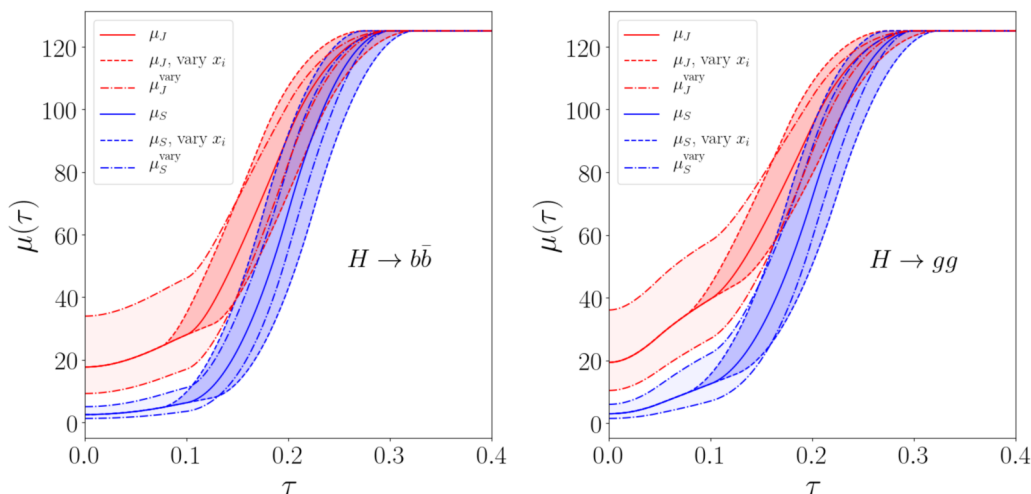 μ(τ)
120
100
80
60
40
20
0
μ_J
μ_J, vary x_i
μ_J^vary
μ_S
μ_S, vary x_i
μ_S^vary
H → bb̄
0.0 0.1 0.2 0.3 0.4
τ
μ(τ)
120
100
80
60
40
20
0
μ_J
μ_J, vary x_i
μ_J^vary
μ_S
μ_S, vary x_i
μ_S^vary
H → gg
0.0 0.1 0.2 0.3 0.4
τ